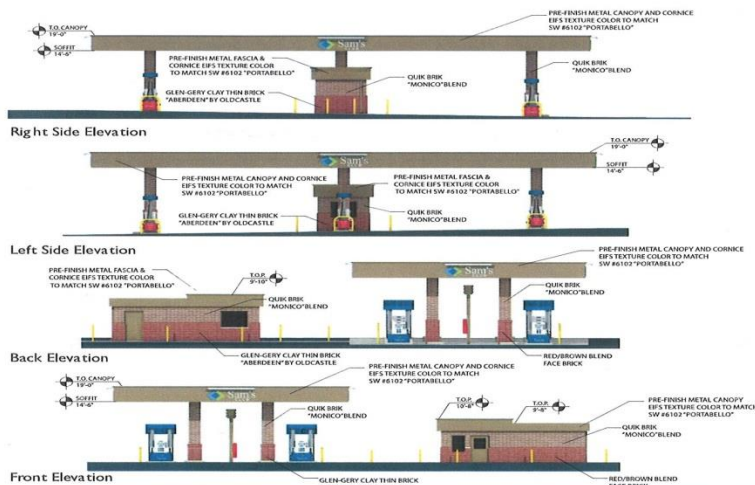 PRE-FINISH METAL CANOPY AND CORNICE
EIFS TEXTURE COLOR TO MATCH
SW #6102 "PORTABELLO"
T.O. CANOPY
19'-0"
SOFFIT
14'-6"
Sam's
PRE-FINISH METAL FASCIA &
CORNICE EIFS TEXTURE COLOR
TO MATCH SW #6102 "PORTABELLO"
QUIK BRIK
"MONICO"BLEND
GLEN-GERY CLAY THIN BRICK
"ABERDEEN" BY OLDCASTLE
Right Side Elevation
T.O. CANOPY
19'-0"
SOFFIT
14'-6"
Sam's
PRE-FINISH METAL CANOPY AND CORNICE
EIFS TEXTURE COLOR TO MATCH
SW #6102 "PORTABELLO"
PRE-FINISH METAL FASCIA &
CORNICE EIFS TEXTURE COLOR
TO MATCH SW #6102 "PORTABELLO"
GLEN-GERY CLAY THIN BRICK
"ABERDEEN" BY OLDCASTLE
QUIK BRIK
"MONICO"BLEND
Left Side Elevation
PRE-FINISH METAL CANOPY AND CORNICE
EIFS TEXTURE COLOR TO MATCH
SW #6102 "PORTABELLO"
PRE-FINISH METAL FASCIA &
CORNICE EIFS TEXTURE COLOR
TO MATCH SW #6102 "PORTABELLO"
T.O.P.
9'-10"
Sam's
QUIK BRIK
"MONICO"BLEND
QUIK BRIK
"MONICO"BLEND
GLEN-GERY CLAY THIN BRICK
"ABERDEEN" BY OLDCASTLE
RED/BROWN BLEND
FACE BRICK
Back Elevation
PRE-FINISH METAL CANOPY AND CORNICE
EIFS TEXTURE COLOR TO MATCH
SW #6102 "PORTABELLO"
T.O. CANOPY
19'-0"
SOFFIT
14'-6"
Sam's
QUIK BRIK
"MONICO"BLEND
T.O.P.
10'-8"
T.O.P.
PRE-FINISH METAL CANOPY
EIFS TEXTURE COLOR TO MATCH
SW #6102 "PORTABELLO"
QUIK BRIK
"MONICO"BLEND
GLEN-GERY CLAY THIN BRICK
RED/BROWN BLEND
FACE BRICK
Front Elevation